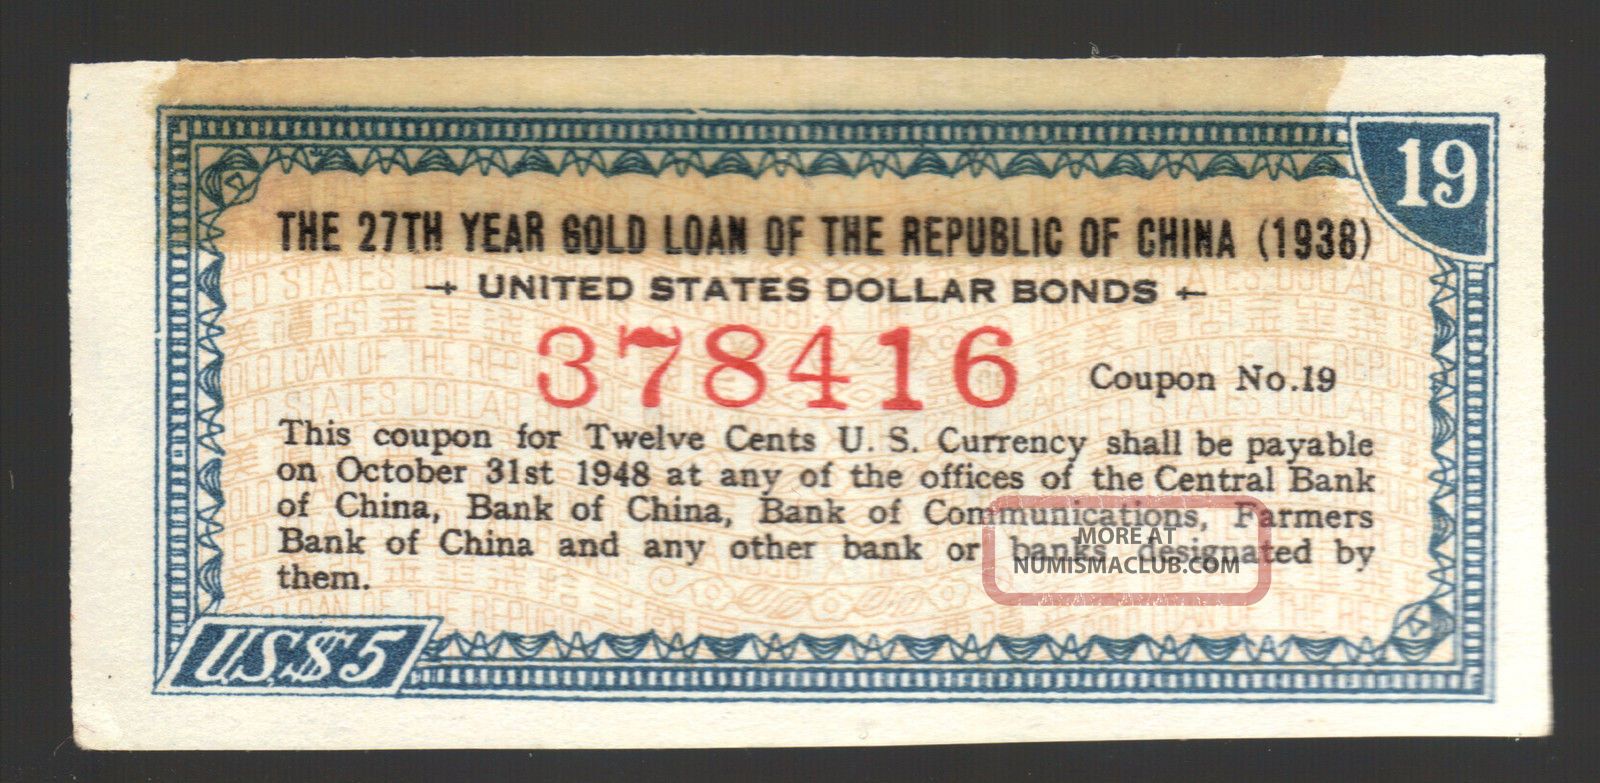 19
THE 27TH YEAR GOLD LOAN OF THE REPUBLIC OF CHINA (1938)
UNITED STATES DOLLAR BONDS
378416
Coupon No.19
This coupon for Twelve Cents U. S. Currency shall be payable
on October 31st 1948 at any of the offices of the Central Bank
of China, Bank of China, Bank of Communications, Farmers
Bank of China and any other bank or banks designated by
them.
US$5
MORE AT
NUMISMACLUB.COM